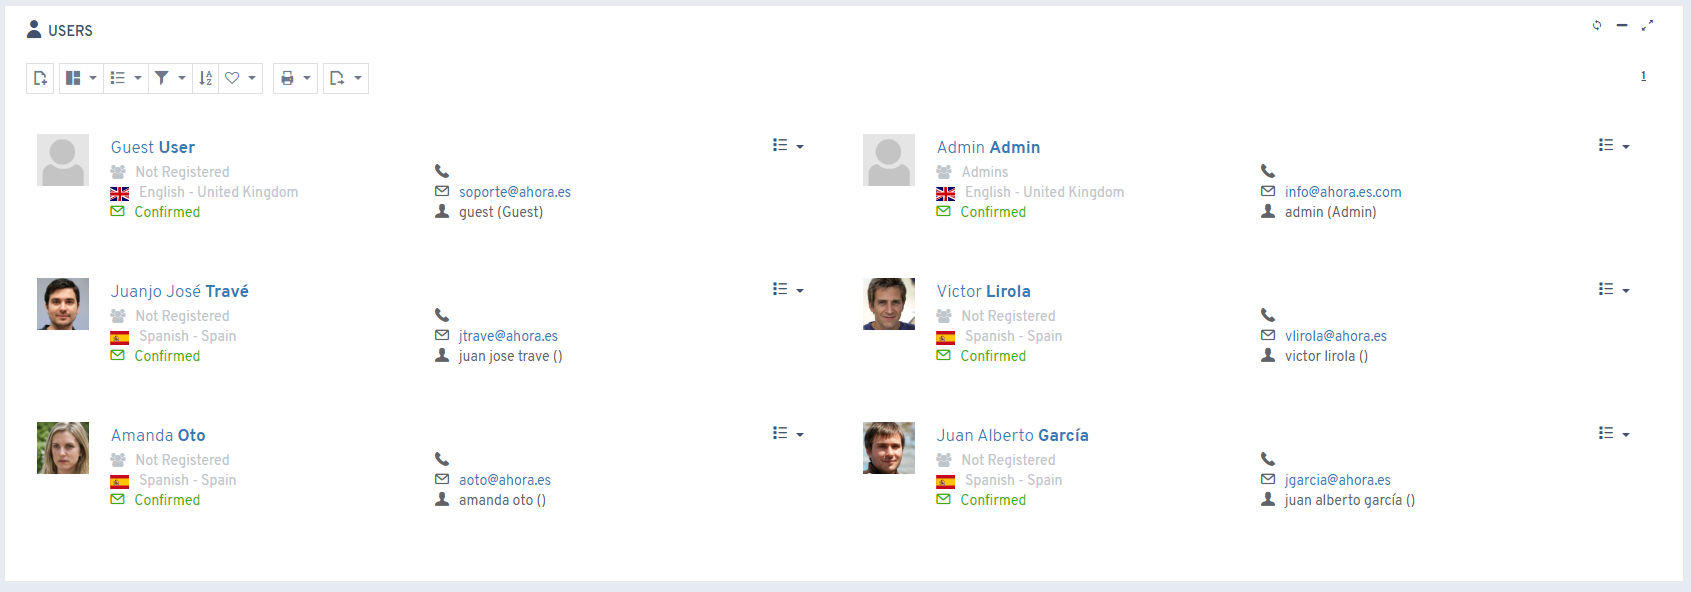 USERS
1
Guest User
Not Registered
English - United Kingdom
soporte@ahora.es
Confirmed
guest (Guest)
Admin Admin
Admins
English - United Kingdom
info@ahora.es.com
Confirmed
admin (Admin)
Juanjo José Travé
Not Registered
Spanish - Spain
jtrave@ahora.es
Confirmed
juan jose trave ()
Victor Lirola
Not Registered
Spanish - Spain
vlirola@ahora.es
Confirmed
victor lirola ()
Amanda Oto
Not Registered
Spanish - Spain
aoto@ahora.es
Confirmed
amanda oto ()
Juan Alberto García
Not Registered
Spanish - Spain
jgarcia@ahora.es
Confirmed
juan alberto garcía ()